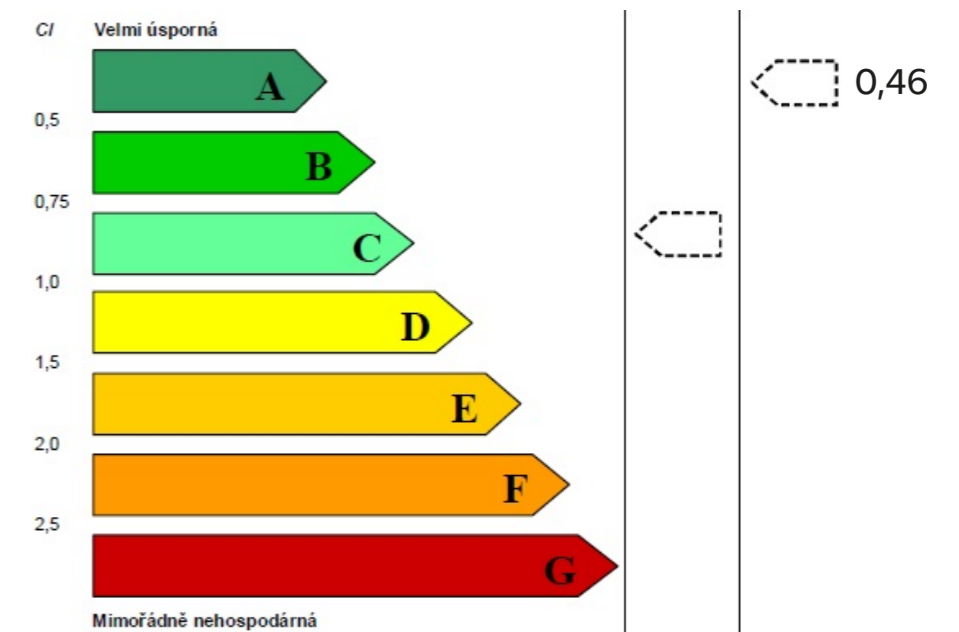 CI Velmi úsporná
A
0,46
0,5
B
0,75
C
1,0
D
1,5
E
2,0
F
2,5
G
Mimořádně nehospodárná